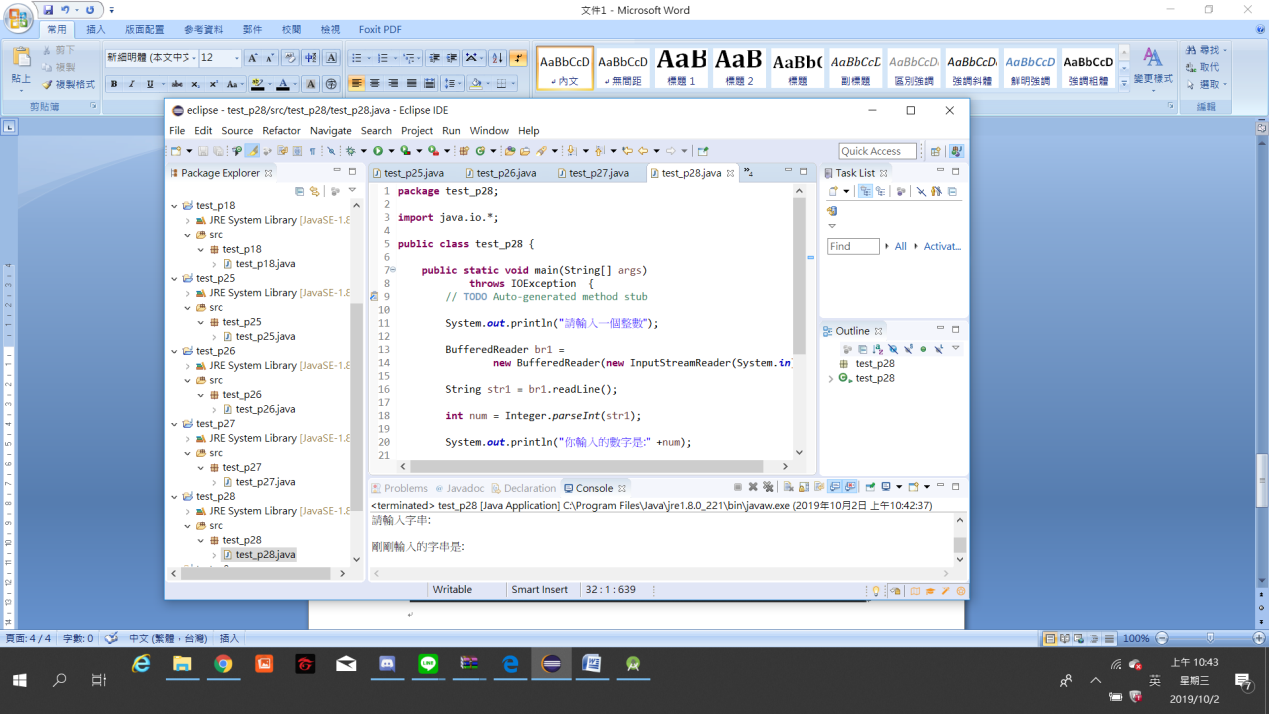 文件1 - Microsoft Word
常用 插入 版面配置 參考資料 郵件 校閱 檢視 Foxit PDF
貼上 剪下 複製 複製格式 剪貼簿
新細明體 (本文中文 12
AaBbCcD AaBbCcD AaB AaB AaBb( AaBbCcD AaBbCcDd AaBbCcD AaBbCcD AaBbCcD
內文 無間距 標題 1 標題 2 標題 副標題 區別強調 強調斜體 鮮明強調 強調粗體
變更樣式
尋找 取代 選取 編輯
eclipse - test_p28/src/test_p28/test_p28.java - Eclipse IDE
File Edit Source Refactor Navigate Search Project Run Window Help
Quick Access
Package Explorer
test_p18
JRE System Library [JavaSE-1.8
src
test_p18
test_p18.java
test_p25
JRE System Library [JavaSE-1.8
src
test_p25
test_p25.java
test_p26
JRE System Library [JavaSE-1.8
src
test_p26
test_p26.java
test_p27
JRE System Library [JavaSE-1.8
src
test_p27
test_p27.java
test_p28
JRE System Library [JavaSE-1.8
src
test_p28
test_p28.java
test_p25.java test_p26.java test_p27.java test_p28.java
1 package test_p28;
2
3 import java.io.*;
4
5 public class test_p28 {
6
7 public static void main(String[] args)
8 throws IOException {
9 // TODO Auto-generated method stub
10
11 System.out.println("請輸入一個整數");
12
13 BufferedReader br1 =
14 new BufferedReader(new InputStreamReader(System.in)
15
16 String str1 = br1.readLine();
17
18 int num = Integer.parseInt(str1);
19
20 System.out.println("你輸入的數字是:" +num);
21
Task List
Find All Activat...
Outline
test_p28
test_p28
Problems Javadoc Declaration Console
<terminated> test_p28 [Java Application] C:\Program Files\Java\jre1.8.0_221\bin\javaw.exe (2019年10月2日 上午10:42:37)
請輸入字串:
剛剛輸入的字串是:
Writable Smart Insert 32 : 1 : 639
頁面: 4 / 4 字數: 0 中文 (繁體，台灣) 插入 100%
英
上午 10:43
星期三
2019/10/2
7